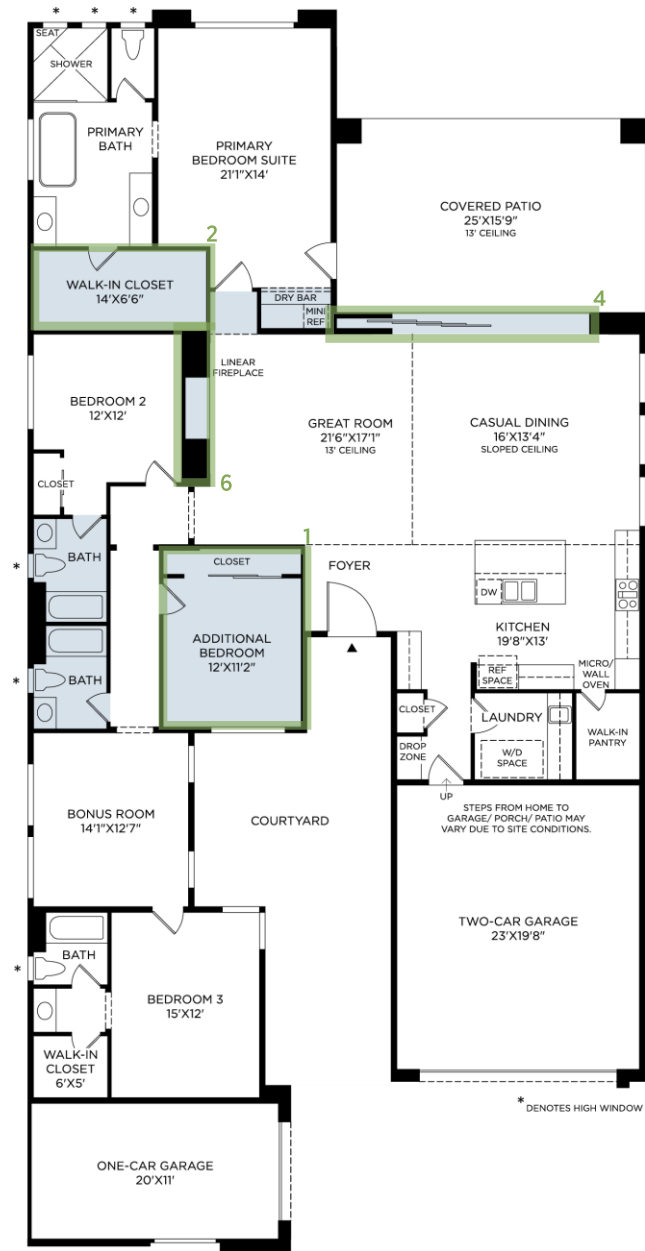 * * *
SEAT
SHOWER
PRIMARY
BATH
PRIMARY
BEDROOM SUITE
21'1"X14'
COVERED PATIO
25'X15'9"
13' CEILING
2
WALK-IN CLOSET
14'X6'6"
DRY BAR
MINI
REF
4
LINEAR
FIREPLACE
BEDROOM 2
12'X12'
GREAT ROOM
21'6"X17'1"
13' CEILING
CASUAL DINING
16'X13'4"
SLOPED CEILING
CLOSET
6
1
* BATH
CLOSET
FOYER
DW
ADDITIONAL
BEDROOM
12'X11'2"
KITCHEN
19'8"X13'
* BATH
REF
SPACE
MICRO/
WALL
OVEN
CLOSET
LAUNDRY
WALK-IN
PANTRY
DROP
ZONE
W/D
SPACE
UP
BONUS ROOM
14'1"X12'7"
COURTYARD
STEPS FROM HOME TO
GARAGE/ PORCH/ PATIO MAY
VARY DUE TO SITE CONDITIONS.
TWO-CAR GARAGE
23'X19'8"
* BATH
BEDROOM 3
15'X12'
WALK-IN
CLOSET
6'X5'
* DENOTES HIGH WINDOW
ONE-CAR GARAGE
20'X11'